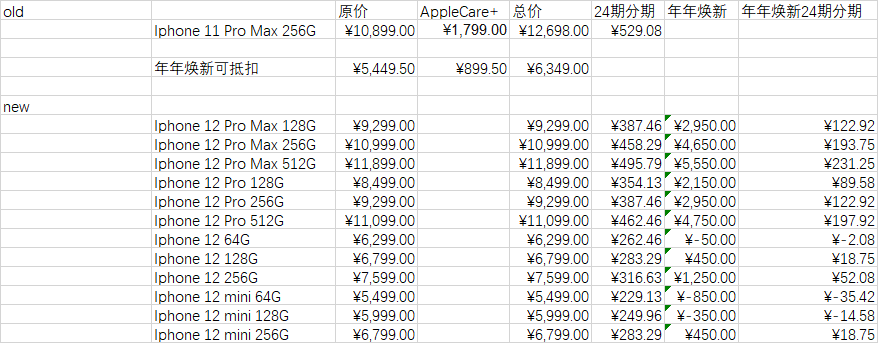 old 原价 AppleCare+ 总价 24期分期 年年焕新 年年焕新24期分期
Iphone 11 Pro Max 256G ¥10,899.00 ¥1,799.00 ¥12,698.00 ¥529.08
年年焕新可抵扣 ¥5,449.50 ¥899.50 ¥6,349.00
new
Iphone 12 Pro Max 128G ¥9,299.00 ¥9,299.00 ¥387.46 ¥2,950.00 ¥122.92
Iphone 12 Pro Max 256G ¥10,999.00 ¥10,999.00 ¥458.29 ¥4,650.00 ¥193.75
Iphone 12 Pro Max 512G ¥11,899.00 ¥11,899.00 ¥495.79 ¥5,550.00 ¥231.25
Iphone 12 Pro 128G ¥8,499.00 ¥8,499.00 ¥354.13 ¥2,150.00 ¥89.58
Iphone 12 Pro 256G ¥9,299.00 ¥9,299.00 ¥387.46 ¥2,950.00 ¥122.92
Iphone 12 Pro 512G ¥11,099.00 ¥11,099.00 ¥462.46 ¥4,750.00 ¥197.92
Iphone 12 64G ¥6,299.00 ¥6,299.00 ¥262.46 ¥-50.00 ¥-2.08
Iphone 12 128G ¥6,799.00 ¥6,799.00 ¥283.29 ¥450.00 ¥18.75
Iphone 12 256G ¥7,599.00 ¥7,599.00 ¥316.63 ¥1,250.00 ¥52.08
Iphone 12 mini 64G ¥5,499.00 ¥5,499.00 ¥229.13 ¥-850.00 ¥-35.42
Iphone 12 mini 128G ¥5,999.00 ¥5,999.00 ¥249.96 ¥-350.00 ¥-14.58
Iphone 12 mini 256G ¥6,799.00 ¥6,799.00 ¥283.29 ¥450.00 ¥18.75